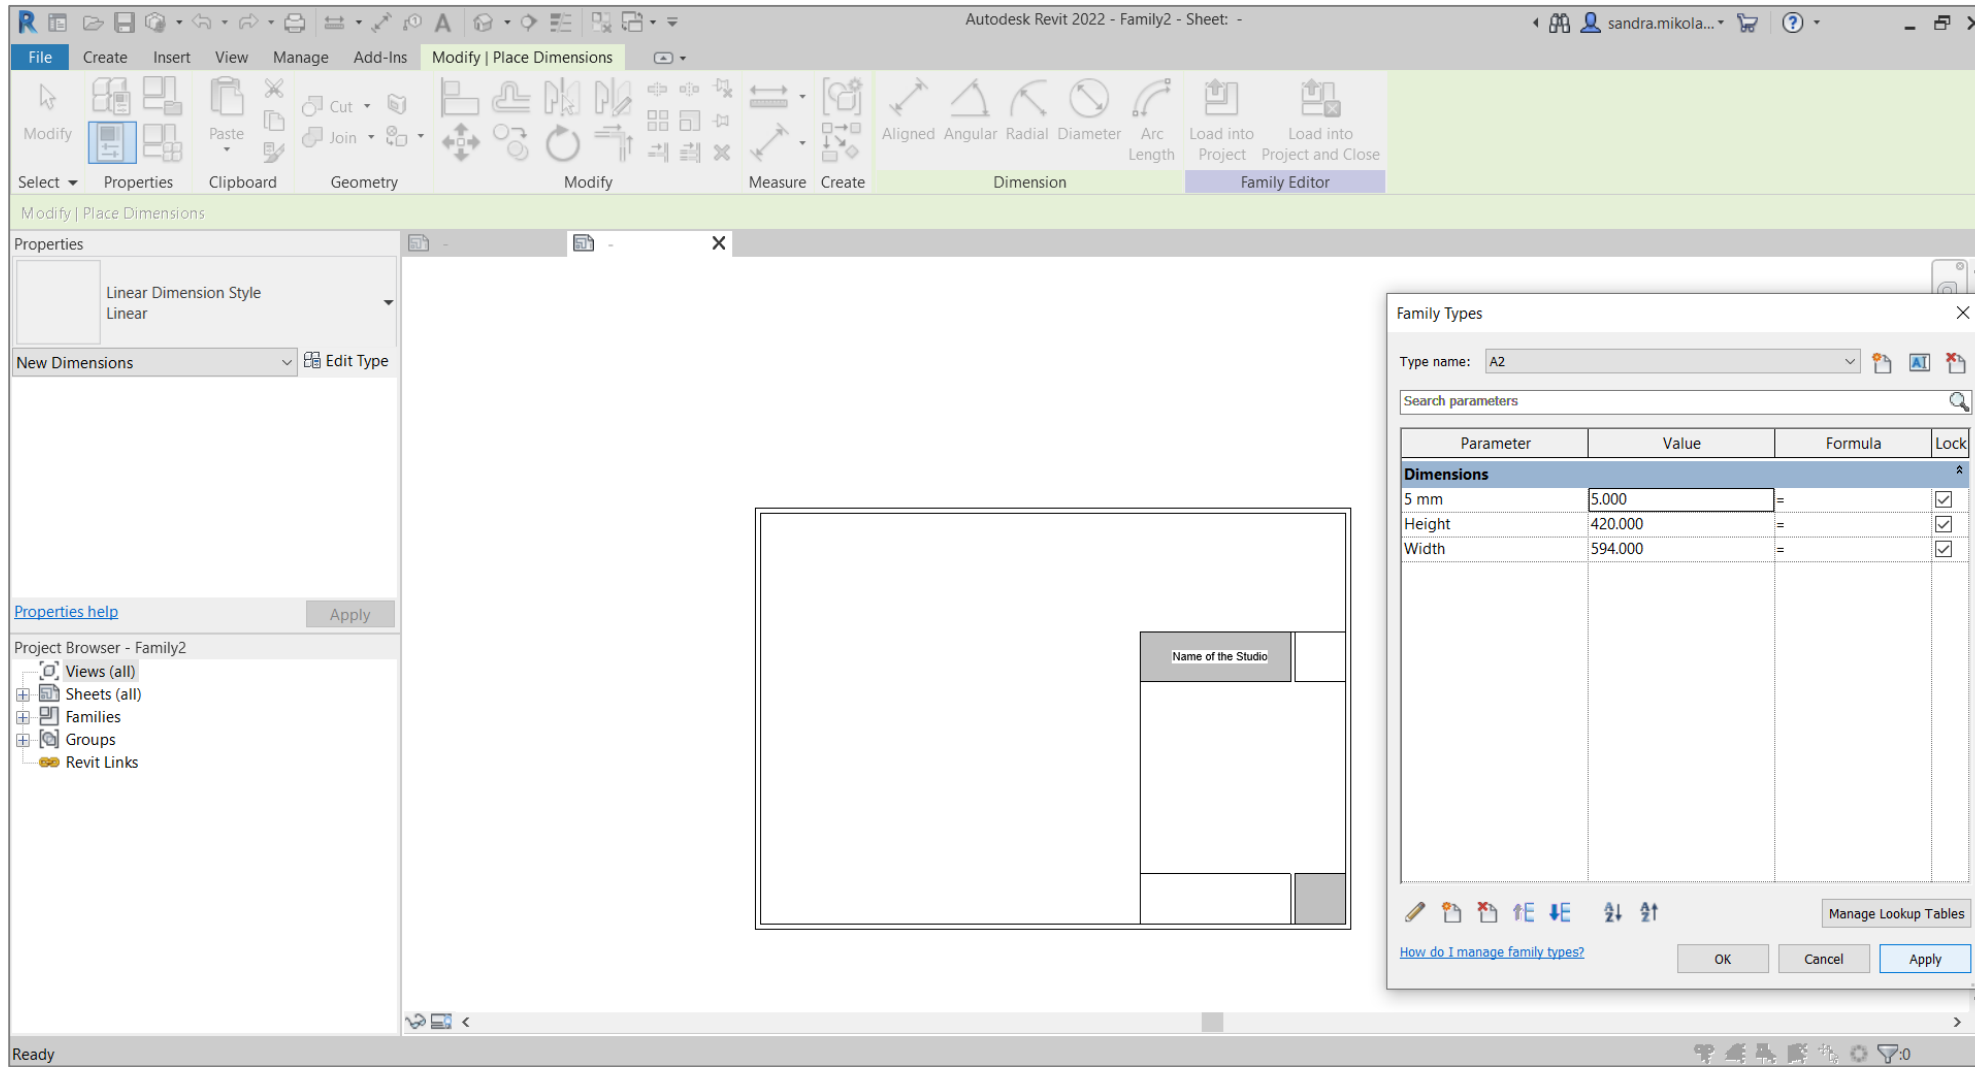 Autodesk Revit 2022 - Family2 - Sheet: -
sandra.mikola...
File Create Insert View Manage Add-Ins Modify | Place Dimensions
Modify
Paste
Cut
Join
Aligned Angular Radial Diameter Arc Length
Load into Project
Load into Project and Close
Select Properties Clipboard Geometry Modify Measure Create Dimension Family Editor
Modify | Place Dimensions
Properties
Linear Dimension Style
Linear
New Dimensions
Edit Type
Properties help
Apply
Project Browser - Family2
Views (all)
Sheets (all)
Families
Groups
Revit Links
-
-
Name of the Studio
Family Types
Type name: A2
Search parameters
Parameter Value Formula Lock
Dimensions
5 mm 5.000 =
Height 420.000 =
Width 594.000 =
Manage Lookup Tables
How do I manage family types?
OK Cancel Apply
Ready
:0